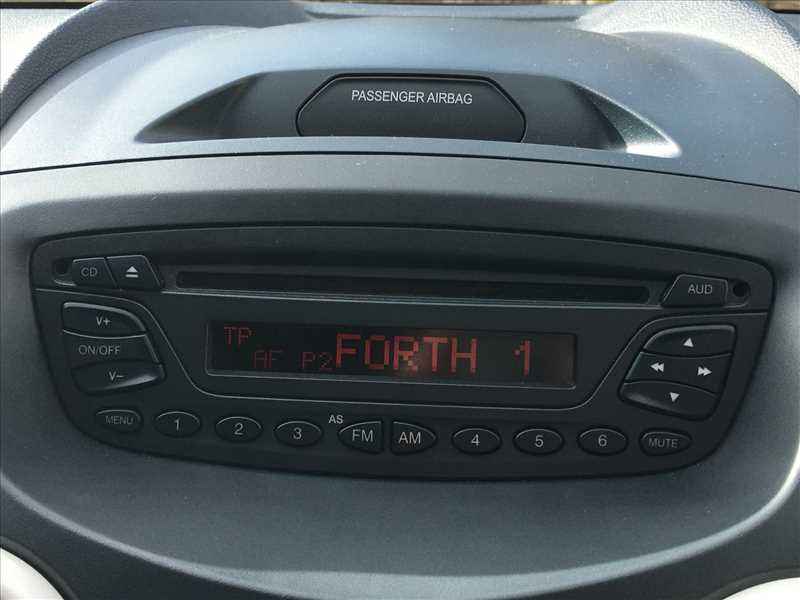 PASSENGER AIRBAG
CD
AUD
V+
ON/OFF
V-
TP
AF P2 FORTH 1
MENU 1 2 3 AS FM AM 4 5 6 MUTE